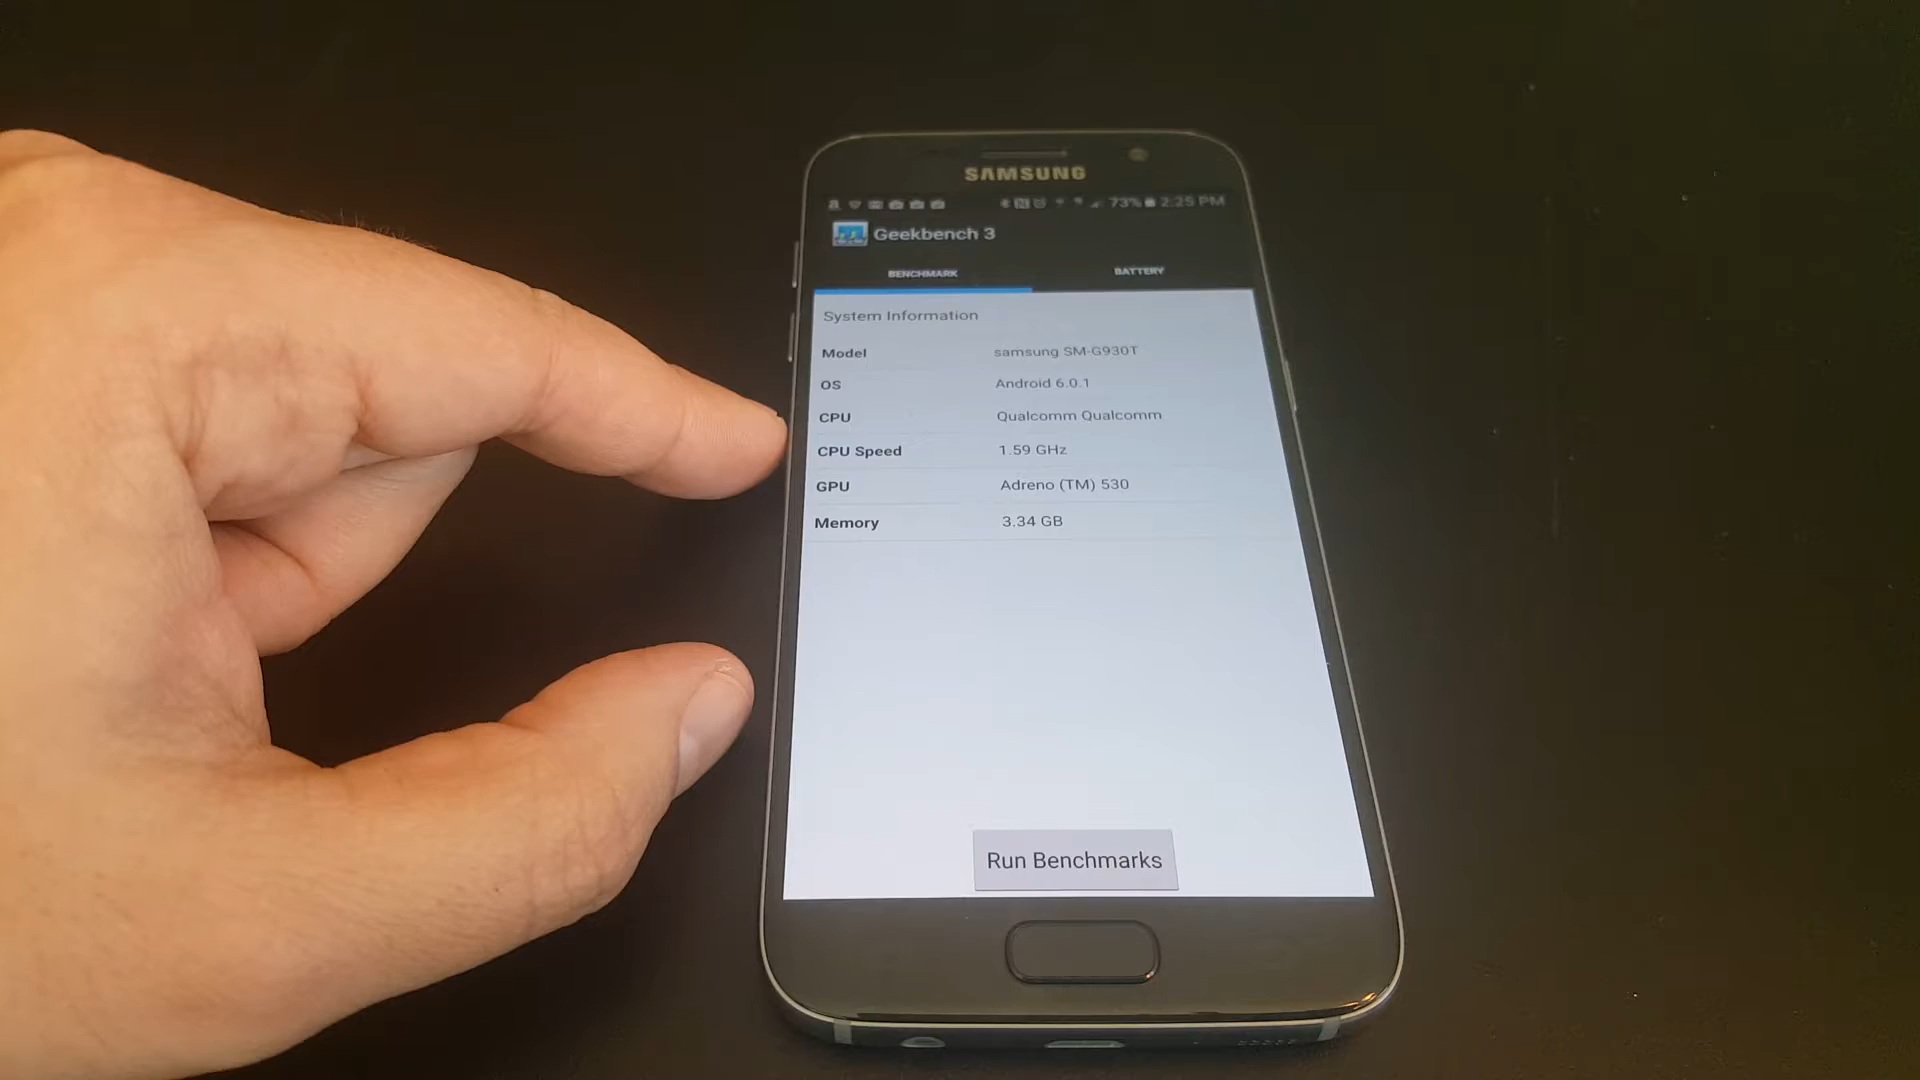 SAMSUNG
73% 2:25 PM
Geekbench 3
BENCHMARK BATTERY
System Information
Model samsung SM-G930T
OS Android 6.0.1
CPU Qualcomm Qualcomm
CPU Speed 1.59 GHz
GPU Adreno (TM) 530
Memory 3.34 GB
Run Benchmarks